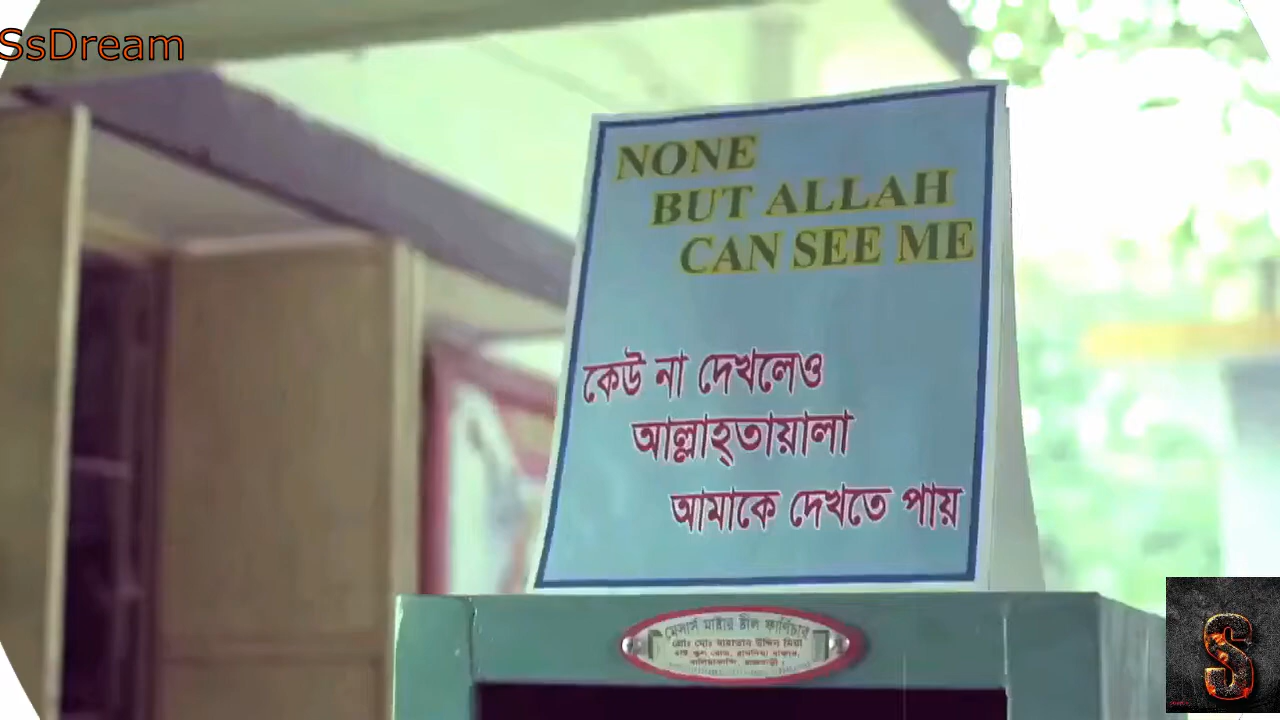 SsDream
NONE
BUT ALLAH
CAN SEE ME
কেউ না দেখলেও
আল্লাহ্তায়ালা
আমাকে দেখতে পায়
মেসার্স মাষ্টার ষ্টীল ফার্ণিচার
S